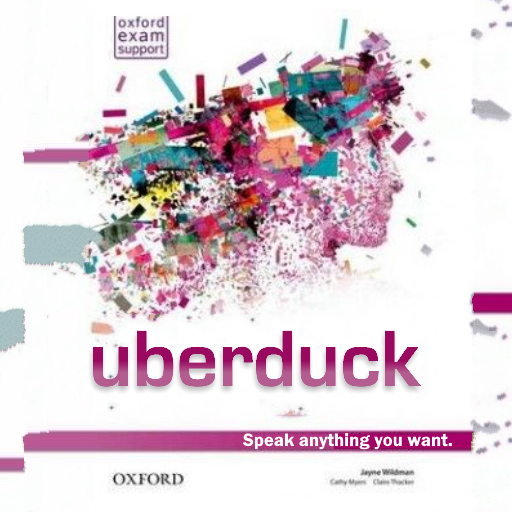 oxford
exam
support
uberduck
Speak anything you want.
Jayne Wildman
Cathy Myers Claire Thacker
OXFORD